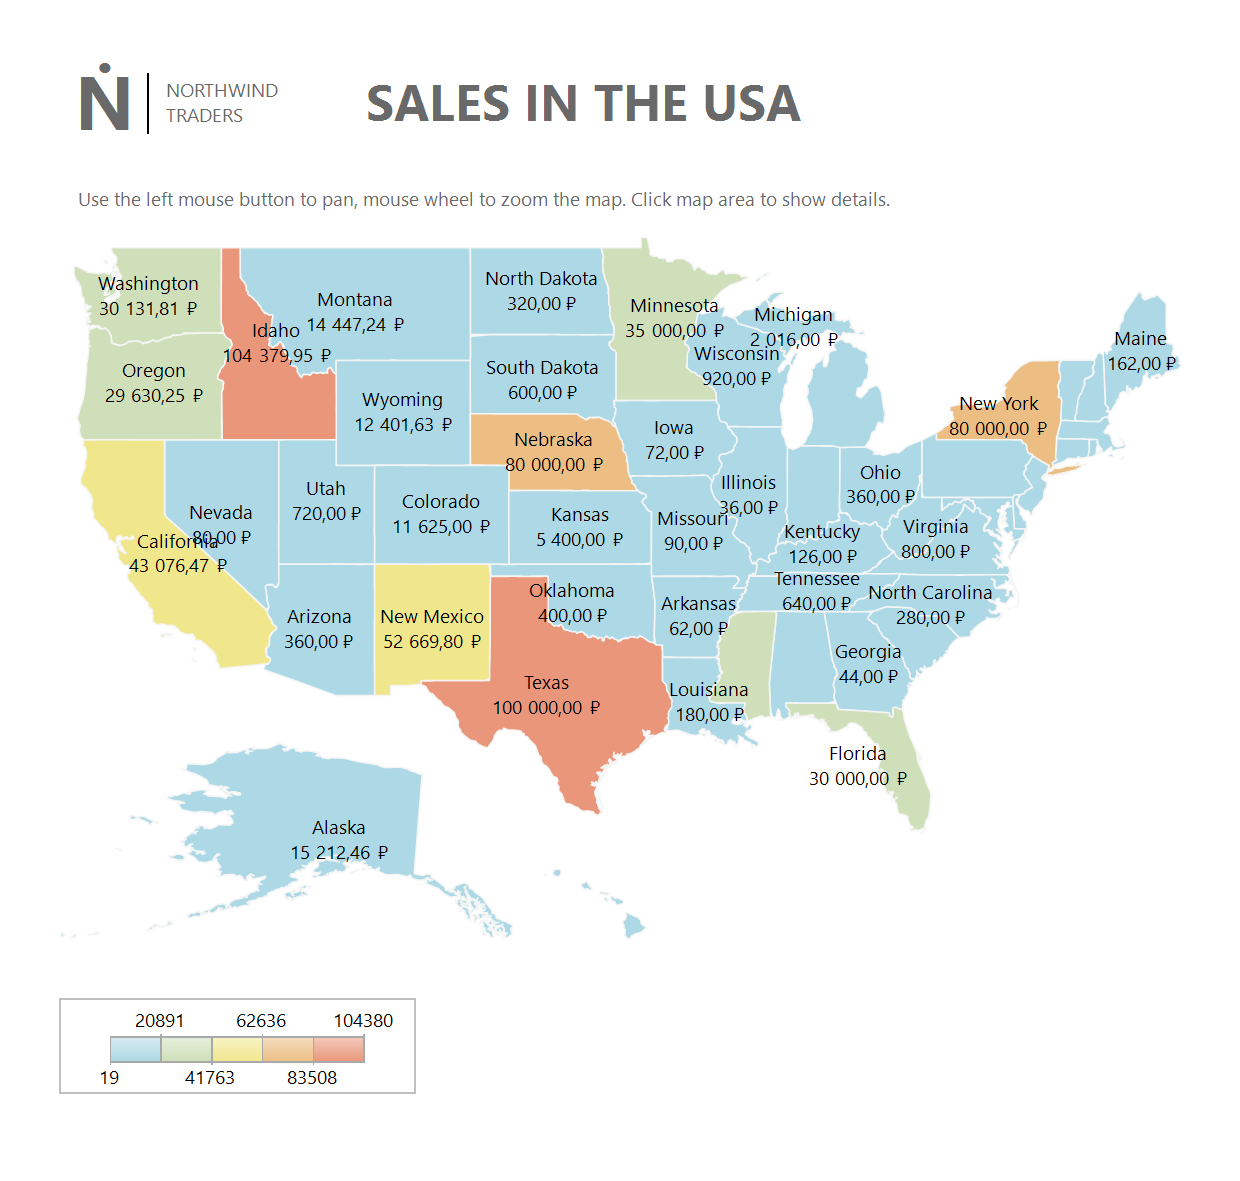 N
NORTHWIND
TRADERS
SALES IN THE USA
Use the left mouse button to pan, mouse wheel to zoom the map. Click map area to show details.
Washington
30 131,81 ₽
Montana
14 447,24 ₽
North Dakota
320,00 ₽
Minnesota
35 000,00 ₽
Michigan
2 016,00 ₽
Idaho
104 379,95 ₽
Wisconsin
920,00 ₽
Maine
162,00 ₽
Oregon
29 630,25 ₽
South Dakota
600,00 ₽
Wyoming
12 401,63 ₽
New York
80 000,00 ₽
Nebraska
80 000,00 ₽
Iowa
72,00 ₽
Ohio
360,00 ₽
Illinois
36,00 ₽
Utah
720,00 ₽
Colorado
11 625,00 ₽
Nevada
80,00 ₽
Kansas
5 400,00 ₽
Missouri
90,00 ₽
Kentucky
126,00 ₽
Virginia
800,00 ₽
California
43 076,47 ₽
Tennessee
640,00 ₽
North Carolina
280,00 ₽
Oklahoma
400,00 ₽
Arkansas
62,00 ₽
Arizona
360,00 ₽
New Mexico
52 669,80 ₽
Georgia
44,00 ₽
Texas
100 000,00 ₽
Louisiana
180,00 ₽
Florida
30 000,00 ₽
Alaska
15 212,46 ₽
20891 62636 104380
19 41763 83508